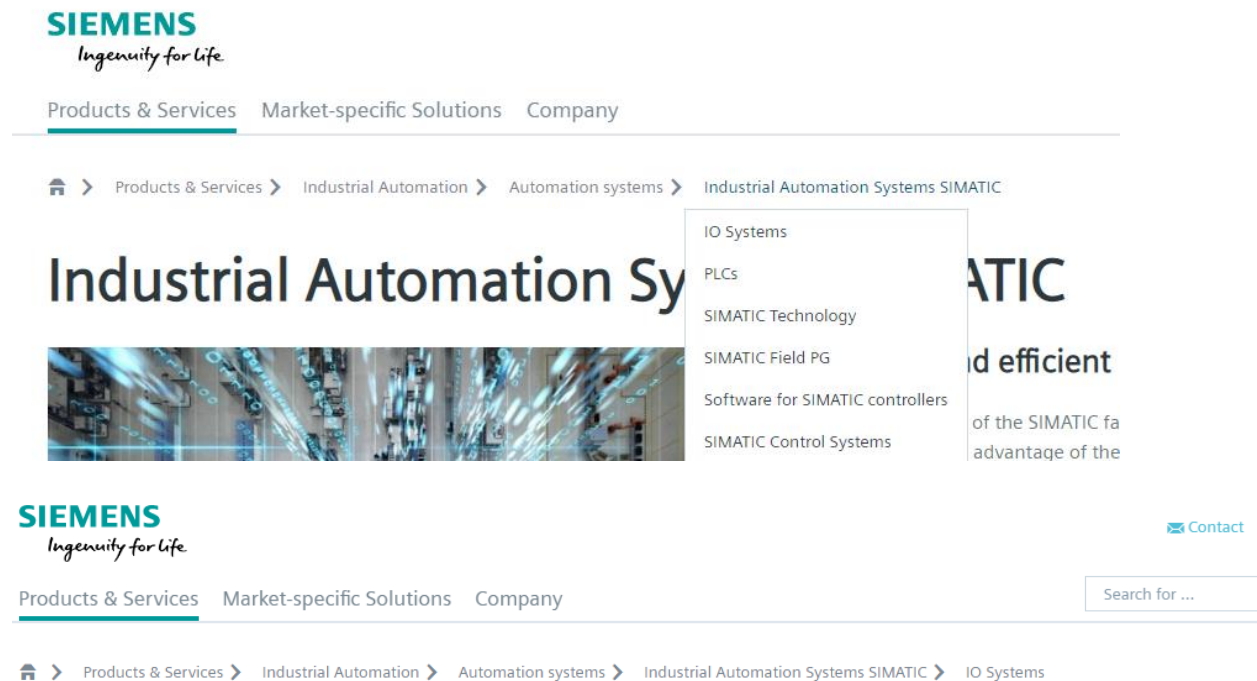 SIEMENS
Ingenuity for life
Products & Services Market-specific Solutions Company
Products & Services Industrial Automation Automation systems Industrial Automation Systems SIMATIC
IO Systems
PLCs
SIMATIC Technology
SIMATIC Field PG
Software for SIMATIC controllers
SIMATIC Control Systems
Industrial Automation Sy ATIC
d efficient
of the SIMATIC fa
advantage of the
SIEMENS
Ingenuity for life
Contact
Products & Services Market-specific Solutions Company
Search for ...
Products & Services Industrial Automation Automation systems Industrial Automation Systems SIMATIC IO Systems